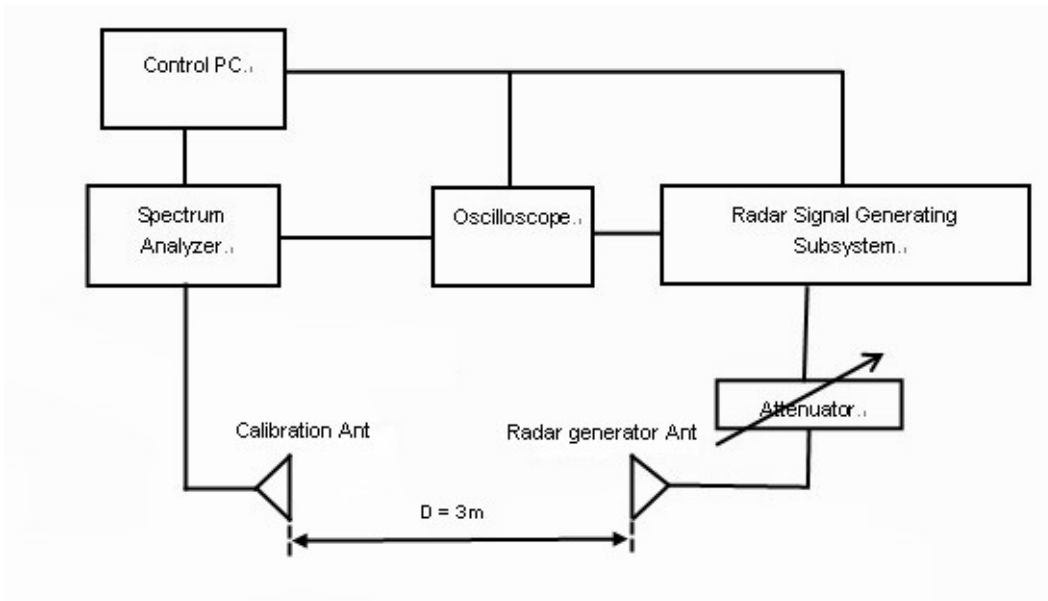 Control PC.
Spectrum
Analyzer.
Oscilloscope.
Radar Signal Generating
Subsystem.
Attenuator.
Calibration Ant
Radar generator Ant
D = 3m